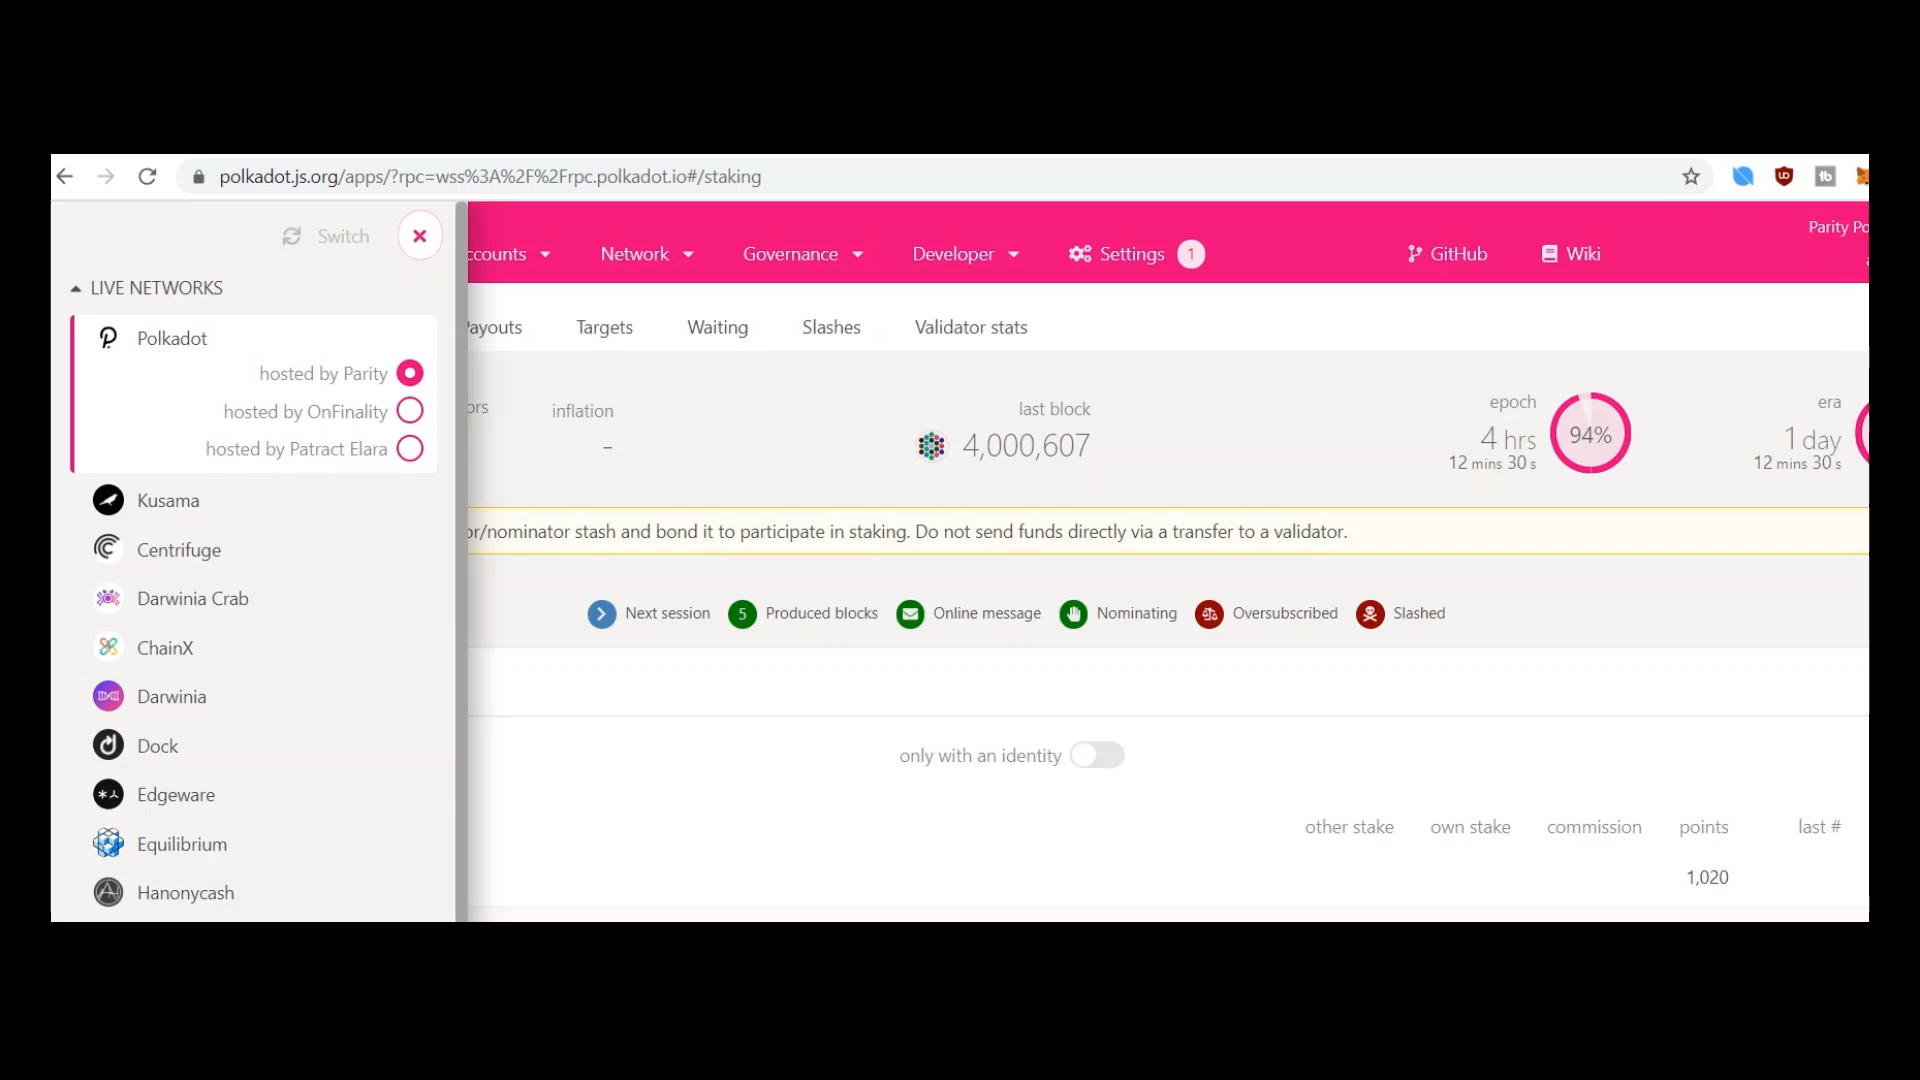 polkadot.js.org/apps/?rpc=wss%3A%2F%2Frpc.polkadot.io#/staking
Switch
LIVE NETWORKS
Polkadot
hosted by Parity
hosted by OnFinality
hosted by Patract Elara
Kusama
Centrifuge
Darwinia Crab
ChainX
Darwinia
Dock
Edgeware
Equilibrium
Hanonycash
Parity Po
ccounts Network Governance Developer Settings 1 GitHub Wiki
Payouts Targets Waiting Slashes Validator stats
ors inflation last block epoch era
- 4,000,607 4 hrs 94% 1 day
12 mins 30 s 12 mins 30 s
or/nominator stash and bond it to participate in staking. Do not send funds directly via a transfer to a validator.
Next session 5 Produced blocks Online message Nominating Oversubscribed Slashed
only with an identity
other stake own stake commission points last #
1,020